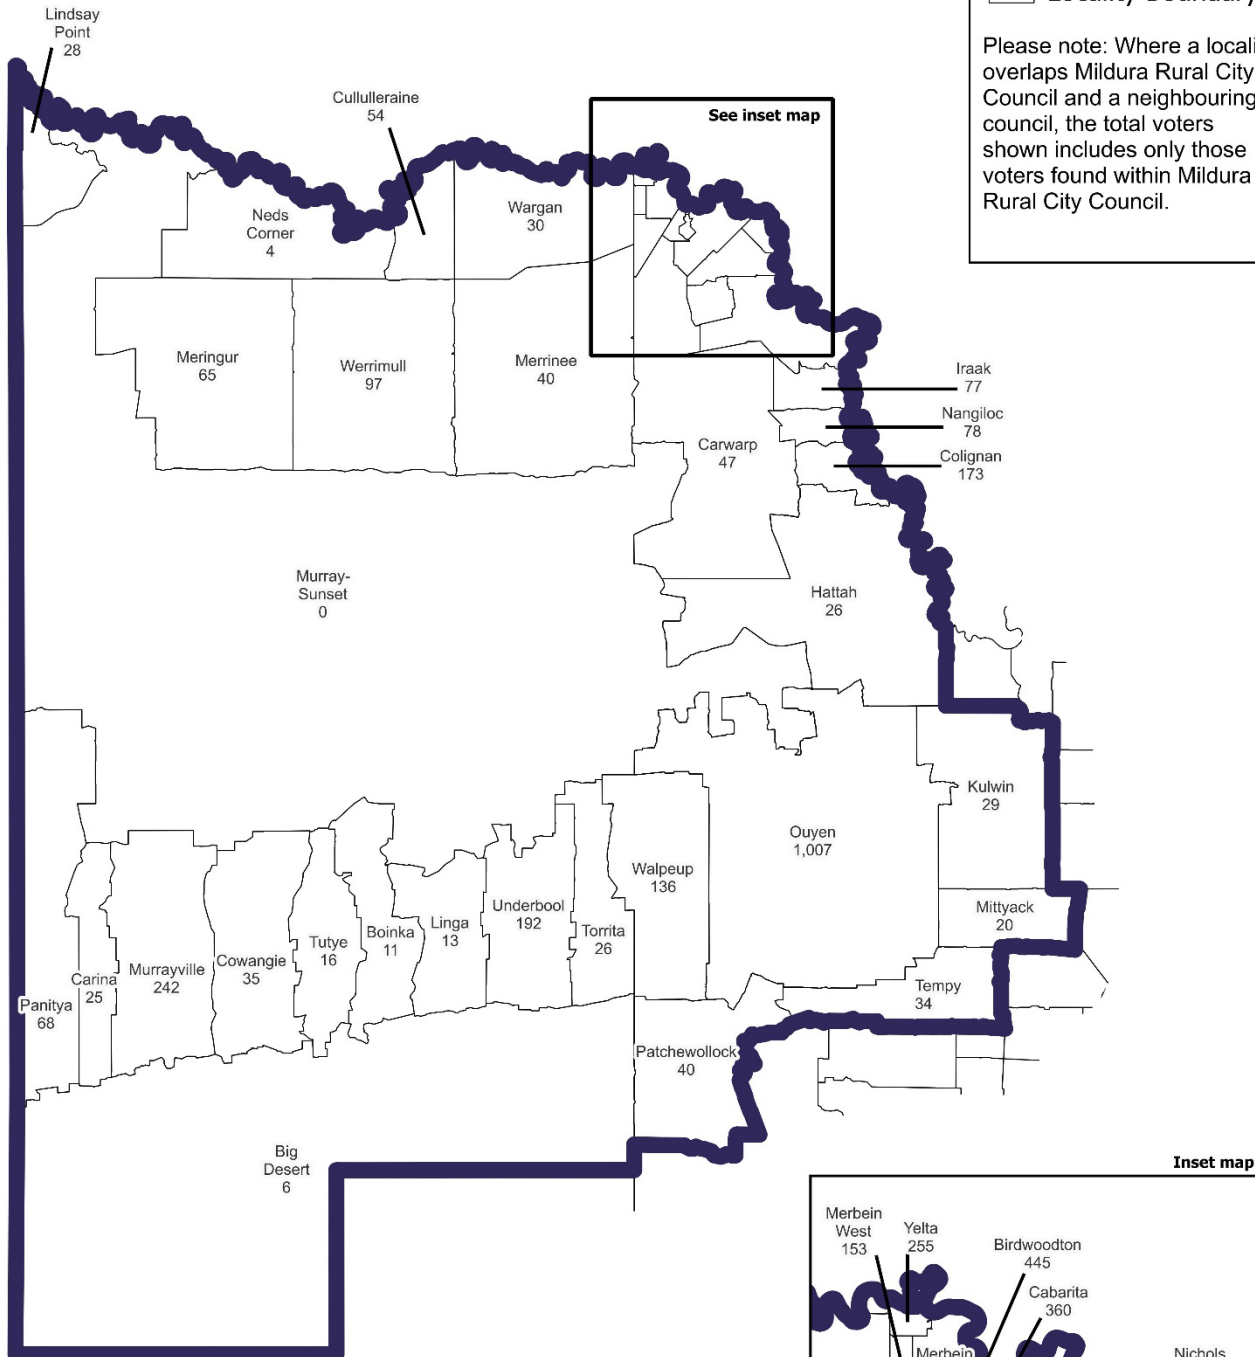 Locality Boundary
Please note: Where a locali
overlaps Mildura Rural City
Council and a neighbouring
council, the total voters
shown includes only those
voters found within Mildura
Rural City Council.
Lindsay
Point
28
Cullulleraine
54
See inset map
Neds
Corner
4
Wargan
30
Meringur
65
Werrimull
97
Merrinee
40
Iraak
77
Nangiloc
78
Colignan
173
Carwarp
47
Murray-
Sunset
0
Hattah
26
Kulwin
29
Ouyen
1,007
Walpeup
136
Mittyack
20
Underbool
192
Torrita
26
Linga
13
Boinka
11
Tutye
16
Cowangie
35
Murrayville
242
Carina
25
Panitya
68
Tempy
34
Patchewollock
40
Big
Desert
6
Inset map
Merbein
West
153
Yelta
255
Birdwoodton
445
Cabarita
360
Merbein
Nichols